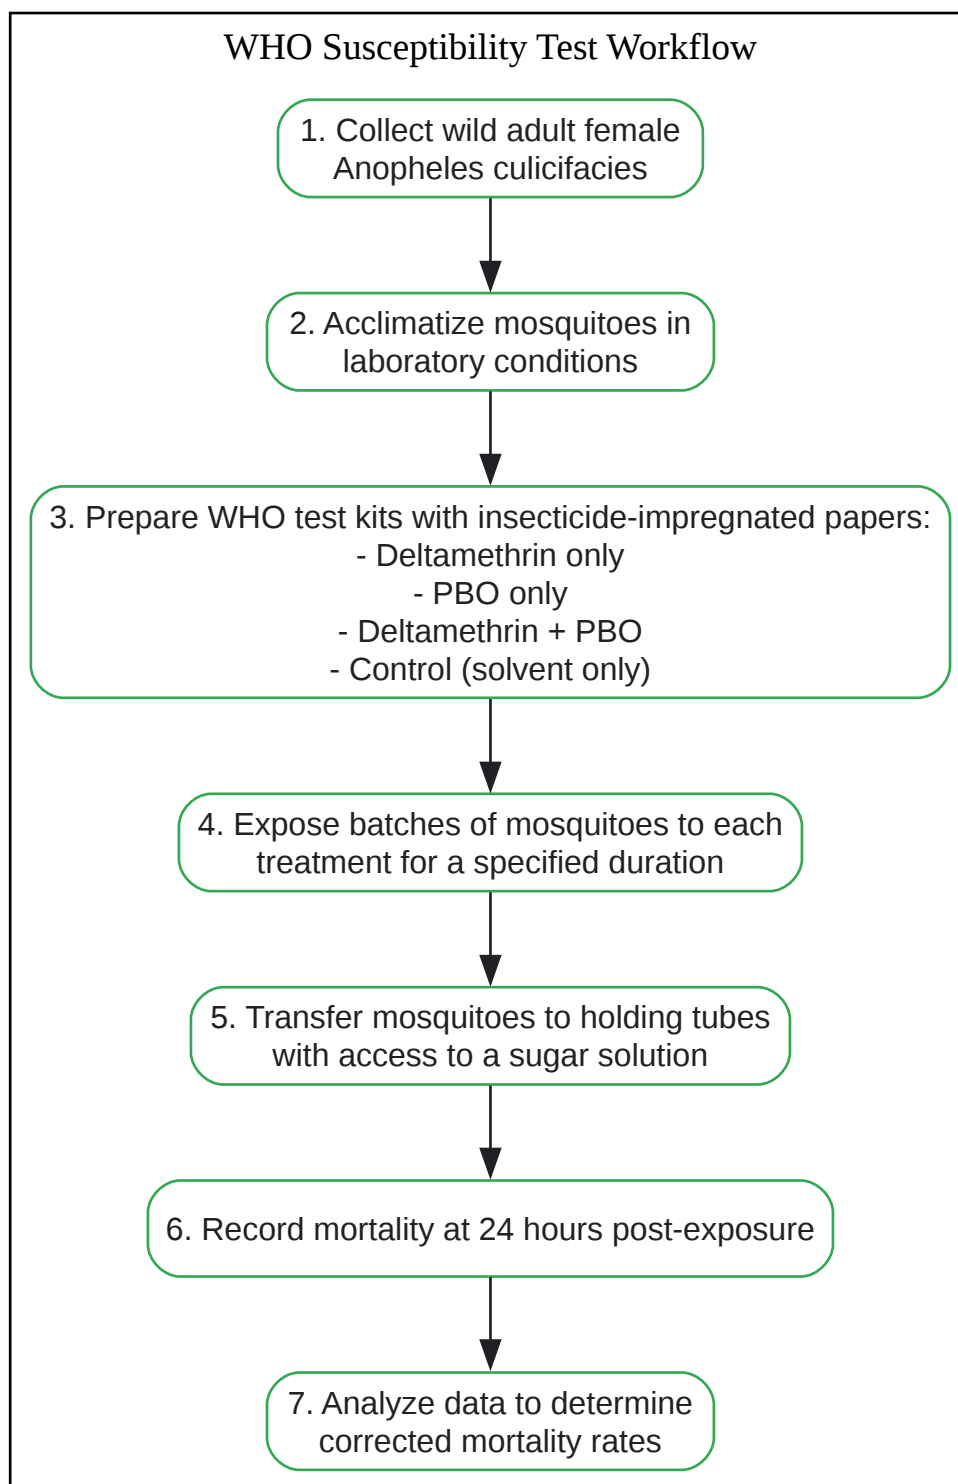 WHO Susceptibility Test Workflow
1. Collect wild adult female
Anopheles culicifacies
2. Acclimatize mosquitoes in
laboratory conditions
3. Prepare WHO test kits with insecticide-impregnated papers:
- Deltamethrin only
- PBO only
- Deltamethrin + PBO
- Control (solvent only)
4. Expose batches of mosquitoes to each
treatment for a specified duration
5. Transfer mosquitoes to holding tubes
with access to a sugar solution
6. Record mortality at 24 hours post-exposure
7. Analyze data to determine
corrected mortality rates